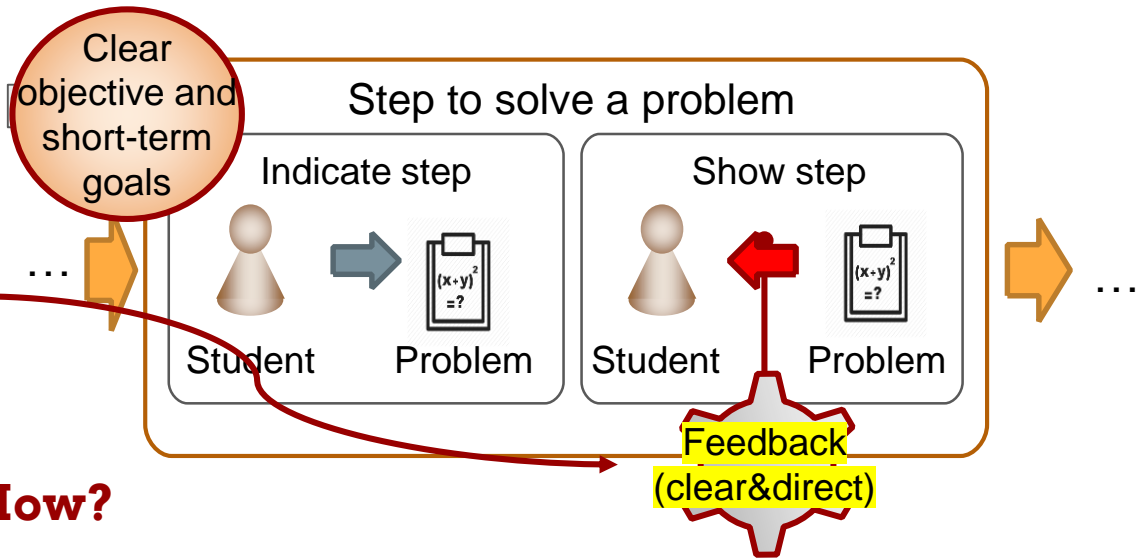 Clear
objective and
short-term
goals
Step to solve a problem
Indicate step
Show step
...
(x+y)²
=?
(x+y)²
=?
...
Student
Problem
Student
Problem
Feedback
(clear&direct)
How?